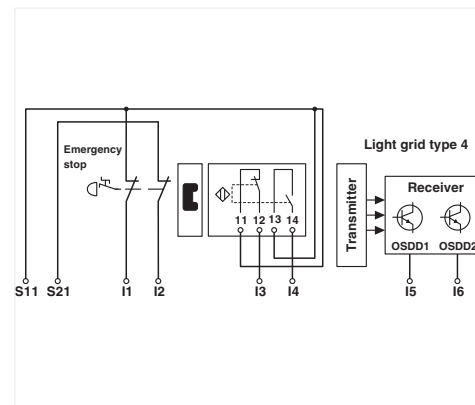 Emergency
stop
Light grid type 4
Transmitter
Receiver
OSDD1 OSDD2
11 12 13 14
S11 S21 I1 I2 I3 I4 I5 I6